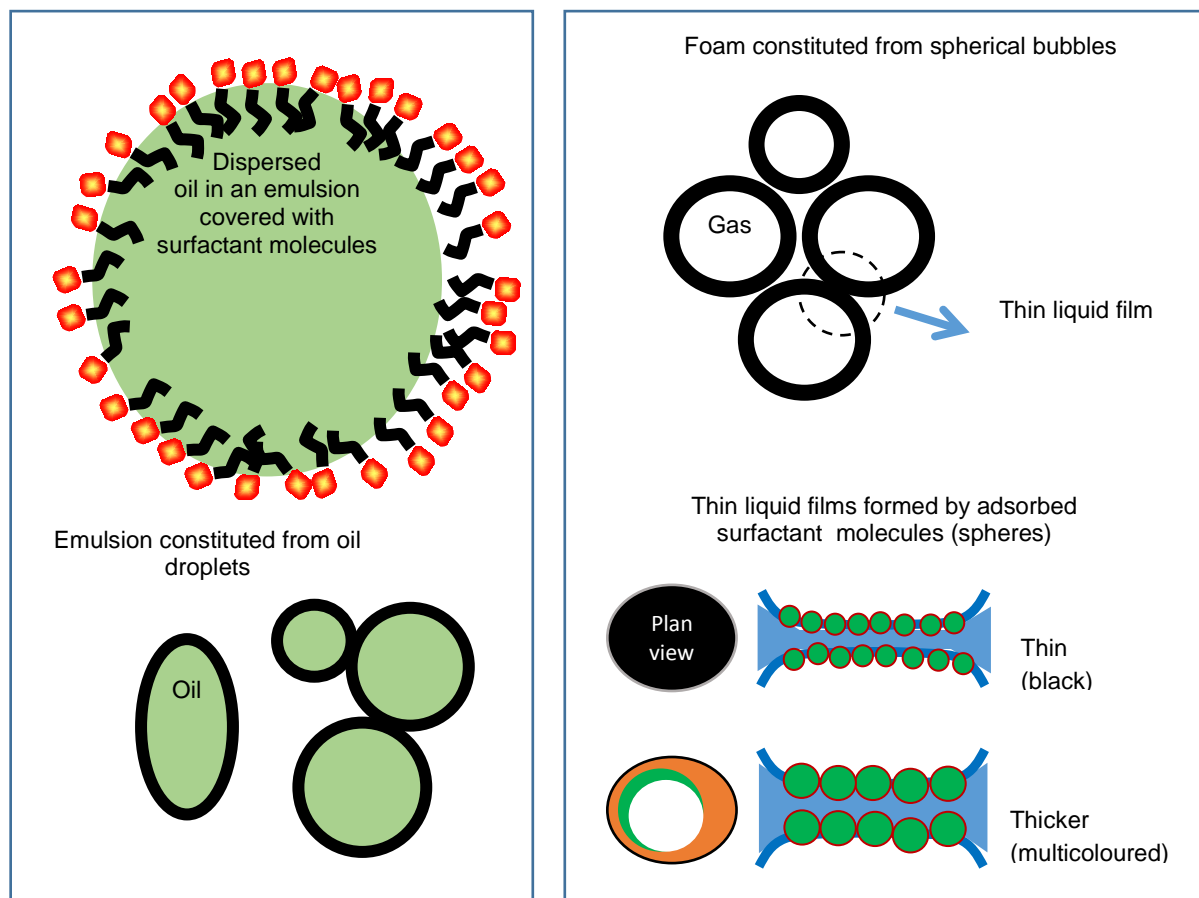 Dispersed
oil in an emulsion
covered with
surfactant molecules
Emulsion constituted from oil
droplets
Oil
Foam constituted from spherical bubbles
Gas
Thin liquid film
Thin liquid films formed by adsorbed
surfactant molecules (spheres)
Plan
view
Thin
(black)
Thicker
(multicoloured)